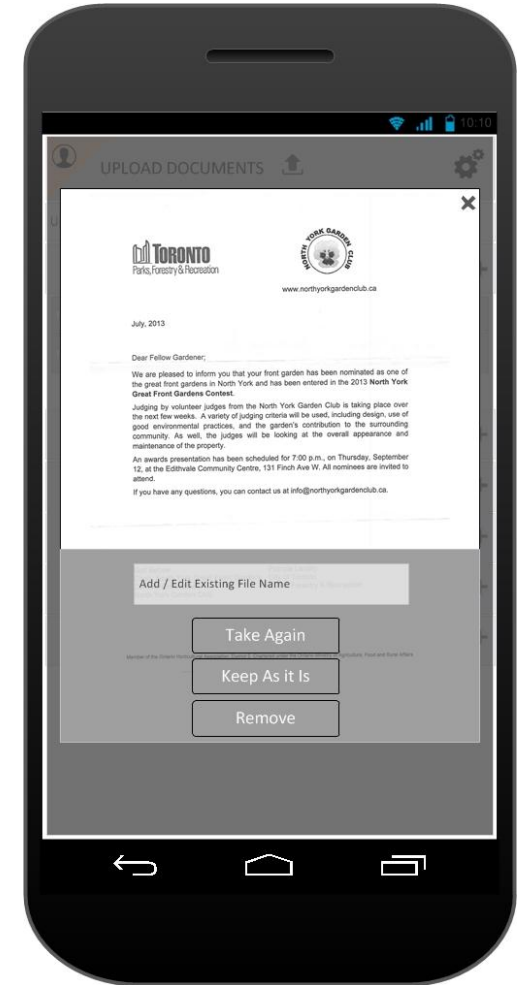 10:10
UPLOAD DOCUMENTS
TORONTO
Parks, Forestry & Recreation
NORTH YORK GARDEN CLUB
www.northyorkgardenclub.ca
July, 2013
Dear Fellow Gardener;
We are pleased to inform you that your front garden has been nominated as one of
the great front gardens in North York and has been entered in the 2013 North York
Great Front Gardens Contest.
Judging by volunteer judges from the North York Garden Club is taking place over
the next few weeks. A variety of judging criteria will be used, including design, use of
good environmental practices, and the garden's contribution to the surrounding
community. As well, the judges will be looking at the overall appearance and
maintenance of the property.
An awards presentation has been scheduled for 7:00 p.m., on Thursday, September
12, at the Edithvale Community Centre, 131 Finch Ave W. All nominees are invited to
attend.
If you have any questions, you can contact us at info@northyorkgardenclub.ca.
Add / Edit Existing File Name
Take Again
Keep As it Is
Remove